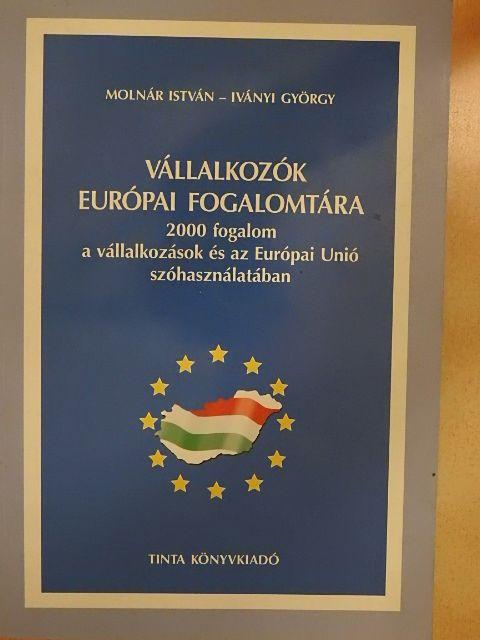 MOLNÁR ISTVÁN – IVÁNYI GYÖRGY
VÁLLALKOZÓK
EURÓPAI FOGALOMTÁRA
2000 fogalom
a vállalkozások és az Európai Unió
szóhasználatában
TINTA KÖNYVKIADÓ